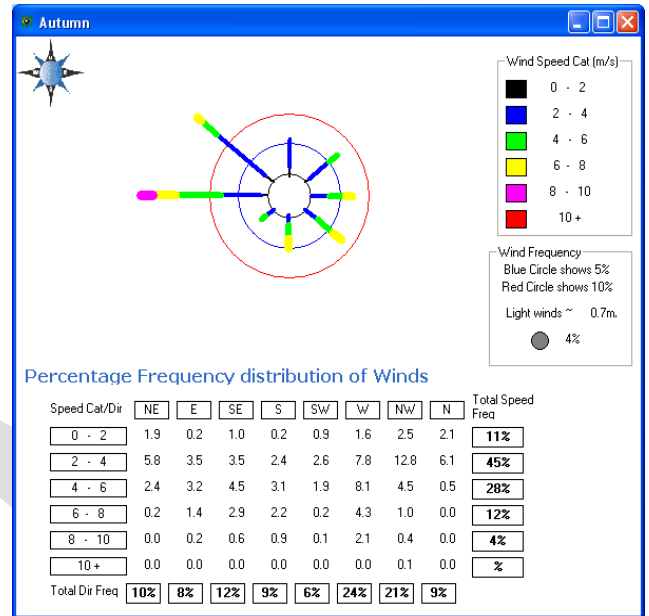 Autumn
Wind Speed Cat (m/s)
0 - 2
2 - 4
4 - 6
6 - 8
8 - 10
10 +
Wind Frequency
Blue Circle shows 5%
Red Circle shows 10%
Light winds ~ 0.7m.
4%
Percentage Frequency distribution of Winds
Speed Cat/Dir NE E SE S SW W NW N Total Speed Freq
0 - 2 1.9 0.2 1.0 0.2 0.9 1.6 2.5 2.1 11%
2 - 4 5.8 3.5 3.5 2.4 2.6 7.8 12.8 6.1 45%
4 - 6 2.4 3.2 4.5 3.1 1.9 8.1 4.5 0.5 28%
6 - 8 0.2 1.4 2.9 2.2 0.2 4.3 1.0 0.0 12%
8 - 10 0.0 0.2 0.6 0.9 0.1 2.1 0.4 0.0 4%
10 + 0.0 0.0 0.0 0.0 0.0 0.0 0.1 0.0 %
Total Dir Freq 10% 8% 12% 9% 6% 24% 21% 9%